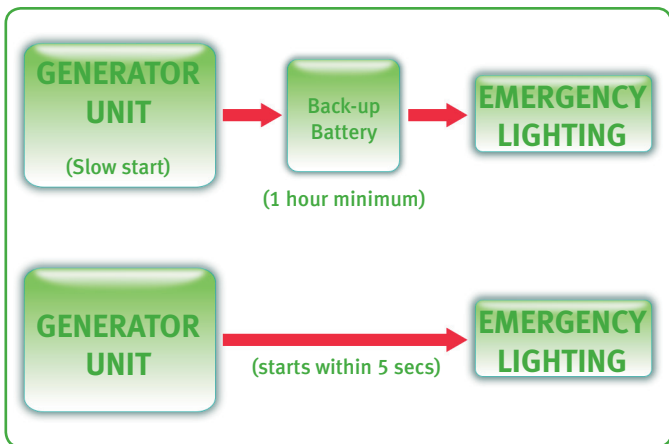 GENERATOR
UNIT
(Slow start)
Back-up
Battery
(1 hour minimum)
EMERGENCY
LIGHTING
GENERATOR
UNIT
(starts within 5 secs)
EMERGENCY
LIGHTING